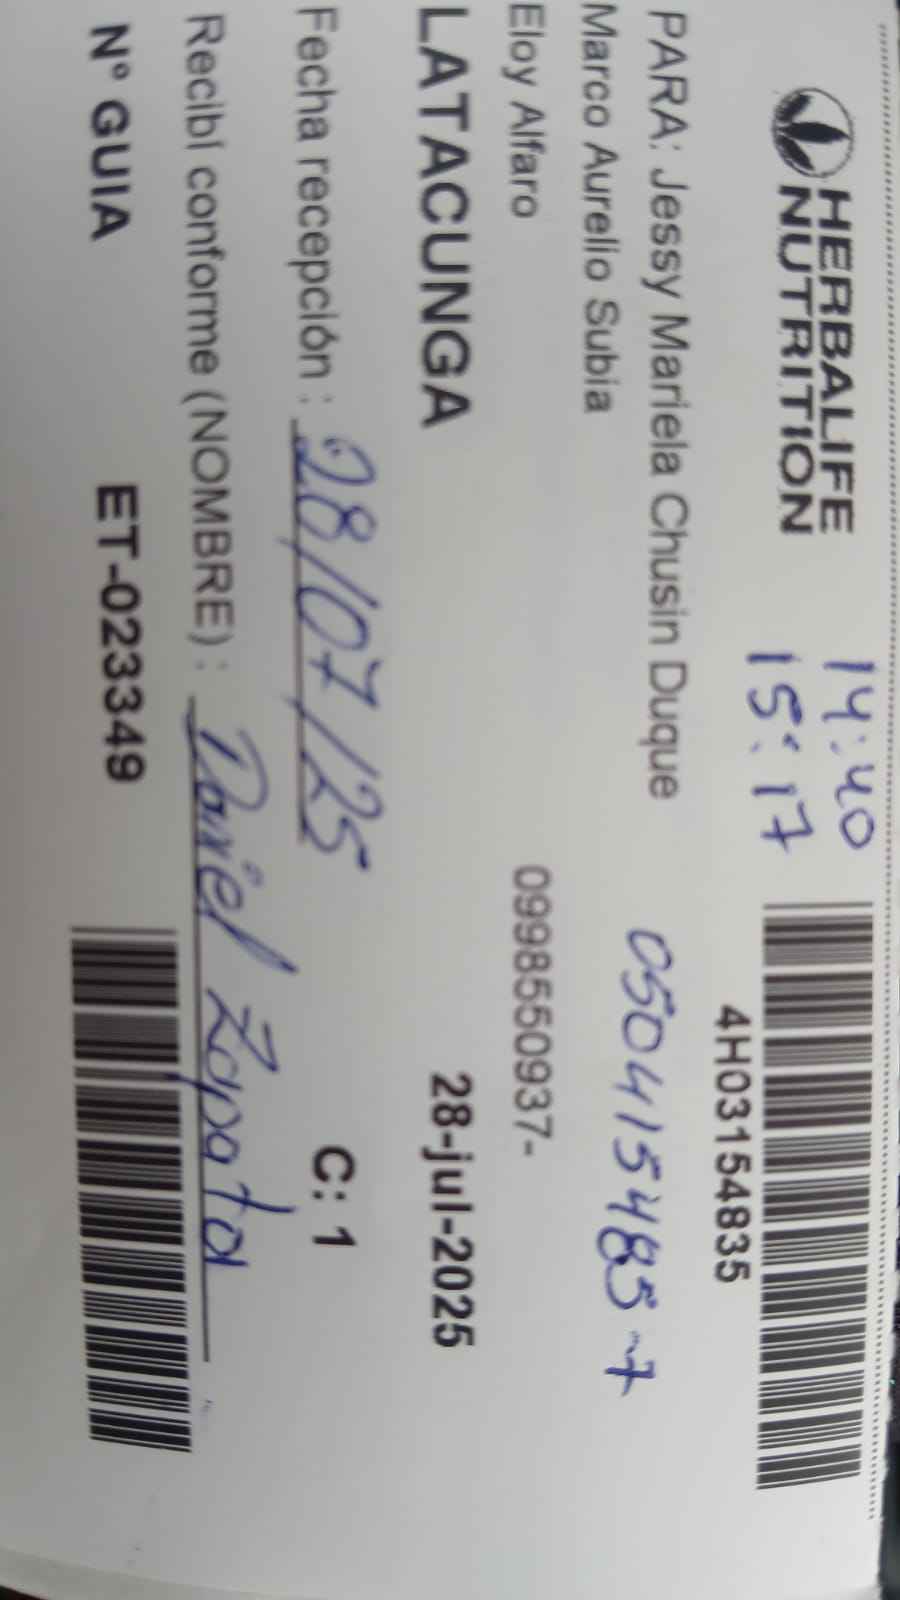 HERBALIFE
NUTRITION
14:40
15:17
4H03154835
PARA: Jessy Mariela Chusin Duque
050415485-7
Marco Aurelio Subia
Eloy Alfaro 0998550937-
LATACUNGA 28-jul-2025
Fecha recepción : 28/07/25 C: 1
Recibí conforme (NOMBRE) : Daniel Zapata
Nº GUIA ET-023349